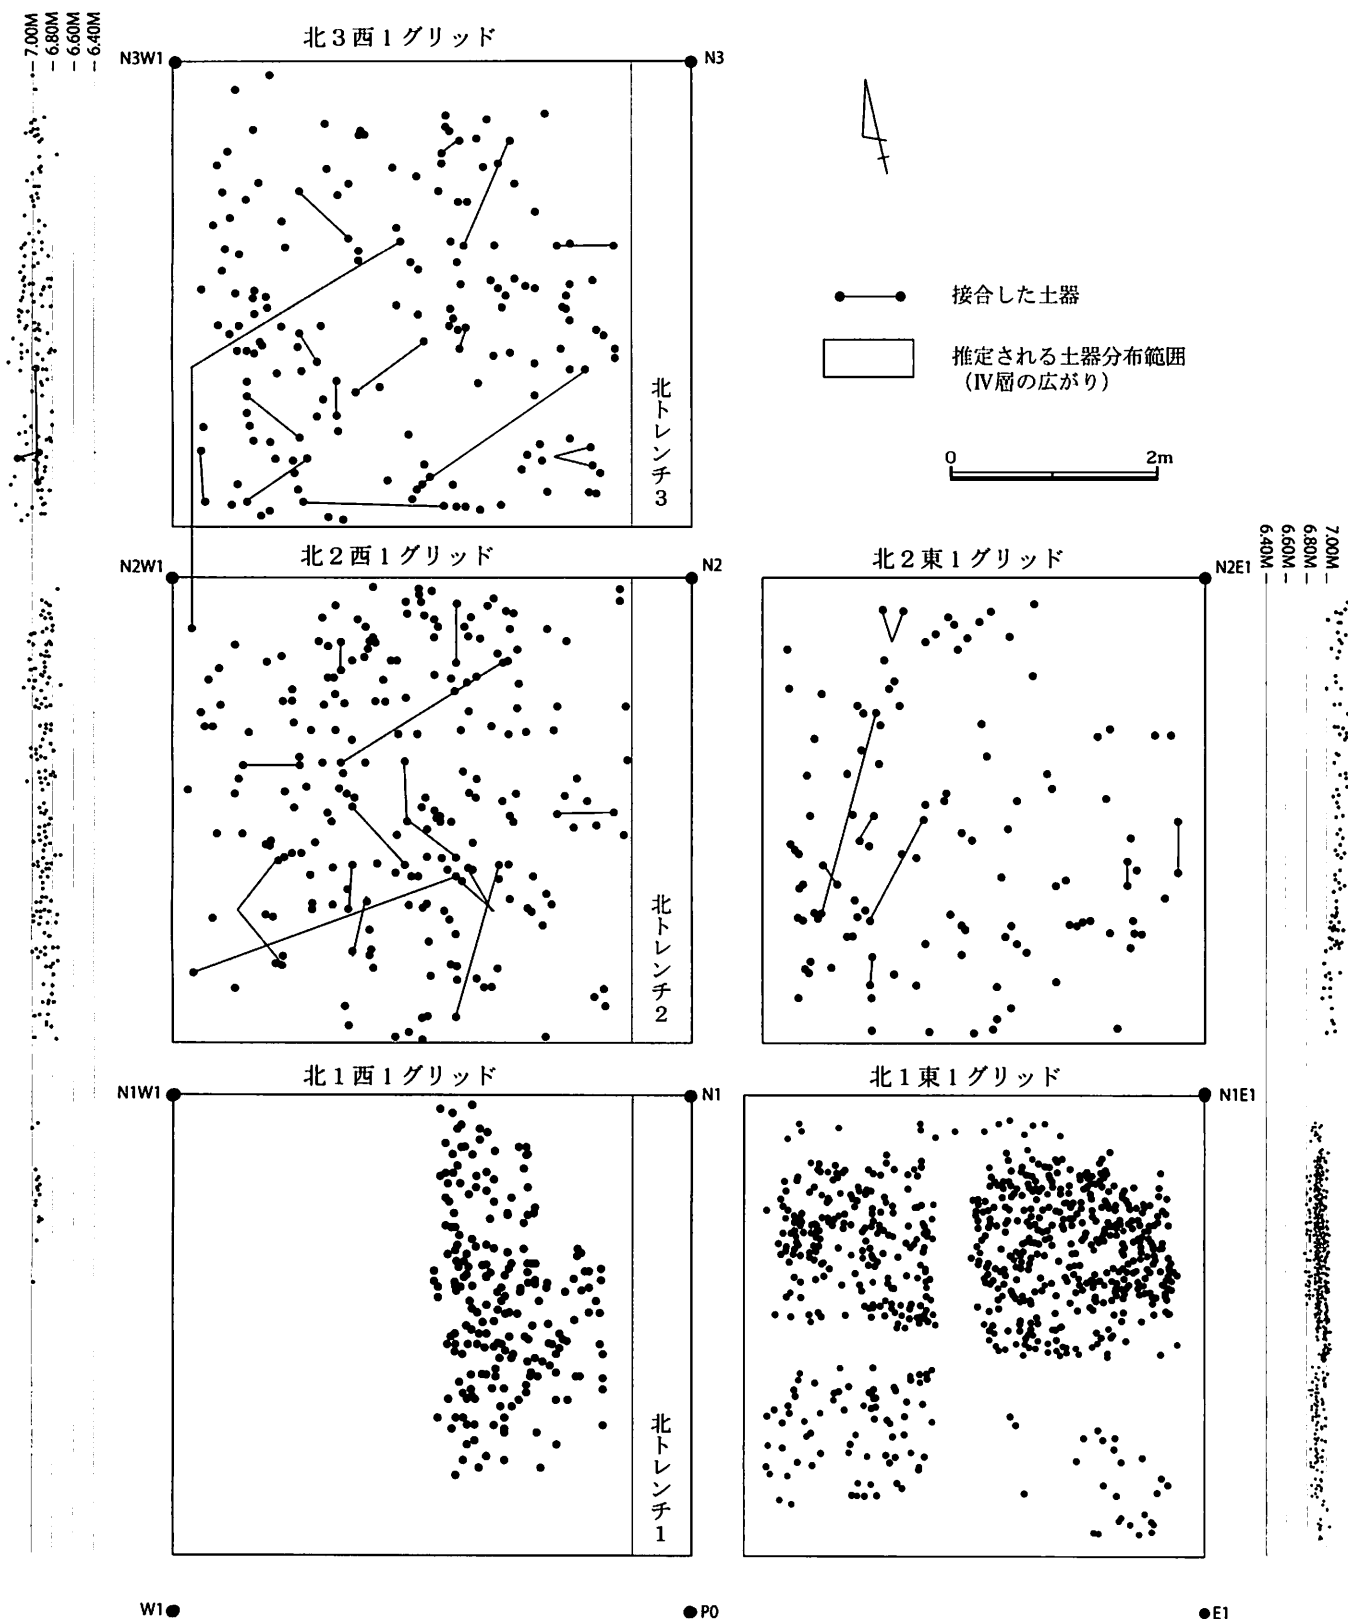 7.00M
6.80M
6.60M
6.40M
北3西1グリッド
N3W1
N3
北トレンチ3
接合した土器
推定される土器分布範囲
(Ⅳ層の広がり)
0
2m
北2西1グリッド
N2W1
N2
北トレンチ2
北2東1グリッド
N2E1
7.00M
6.80M
6.60M
6.40M
北1西1グリッド
N1W1
N1
北トレンチ1
北1東1グリッド
N1E1
W1
P0
E1